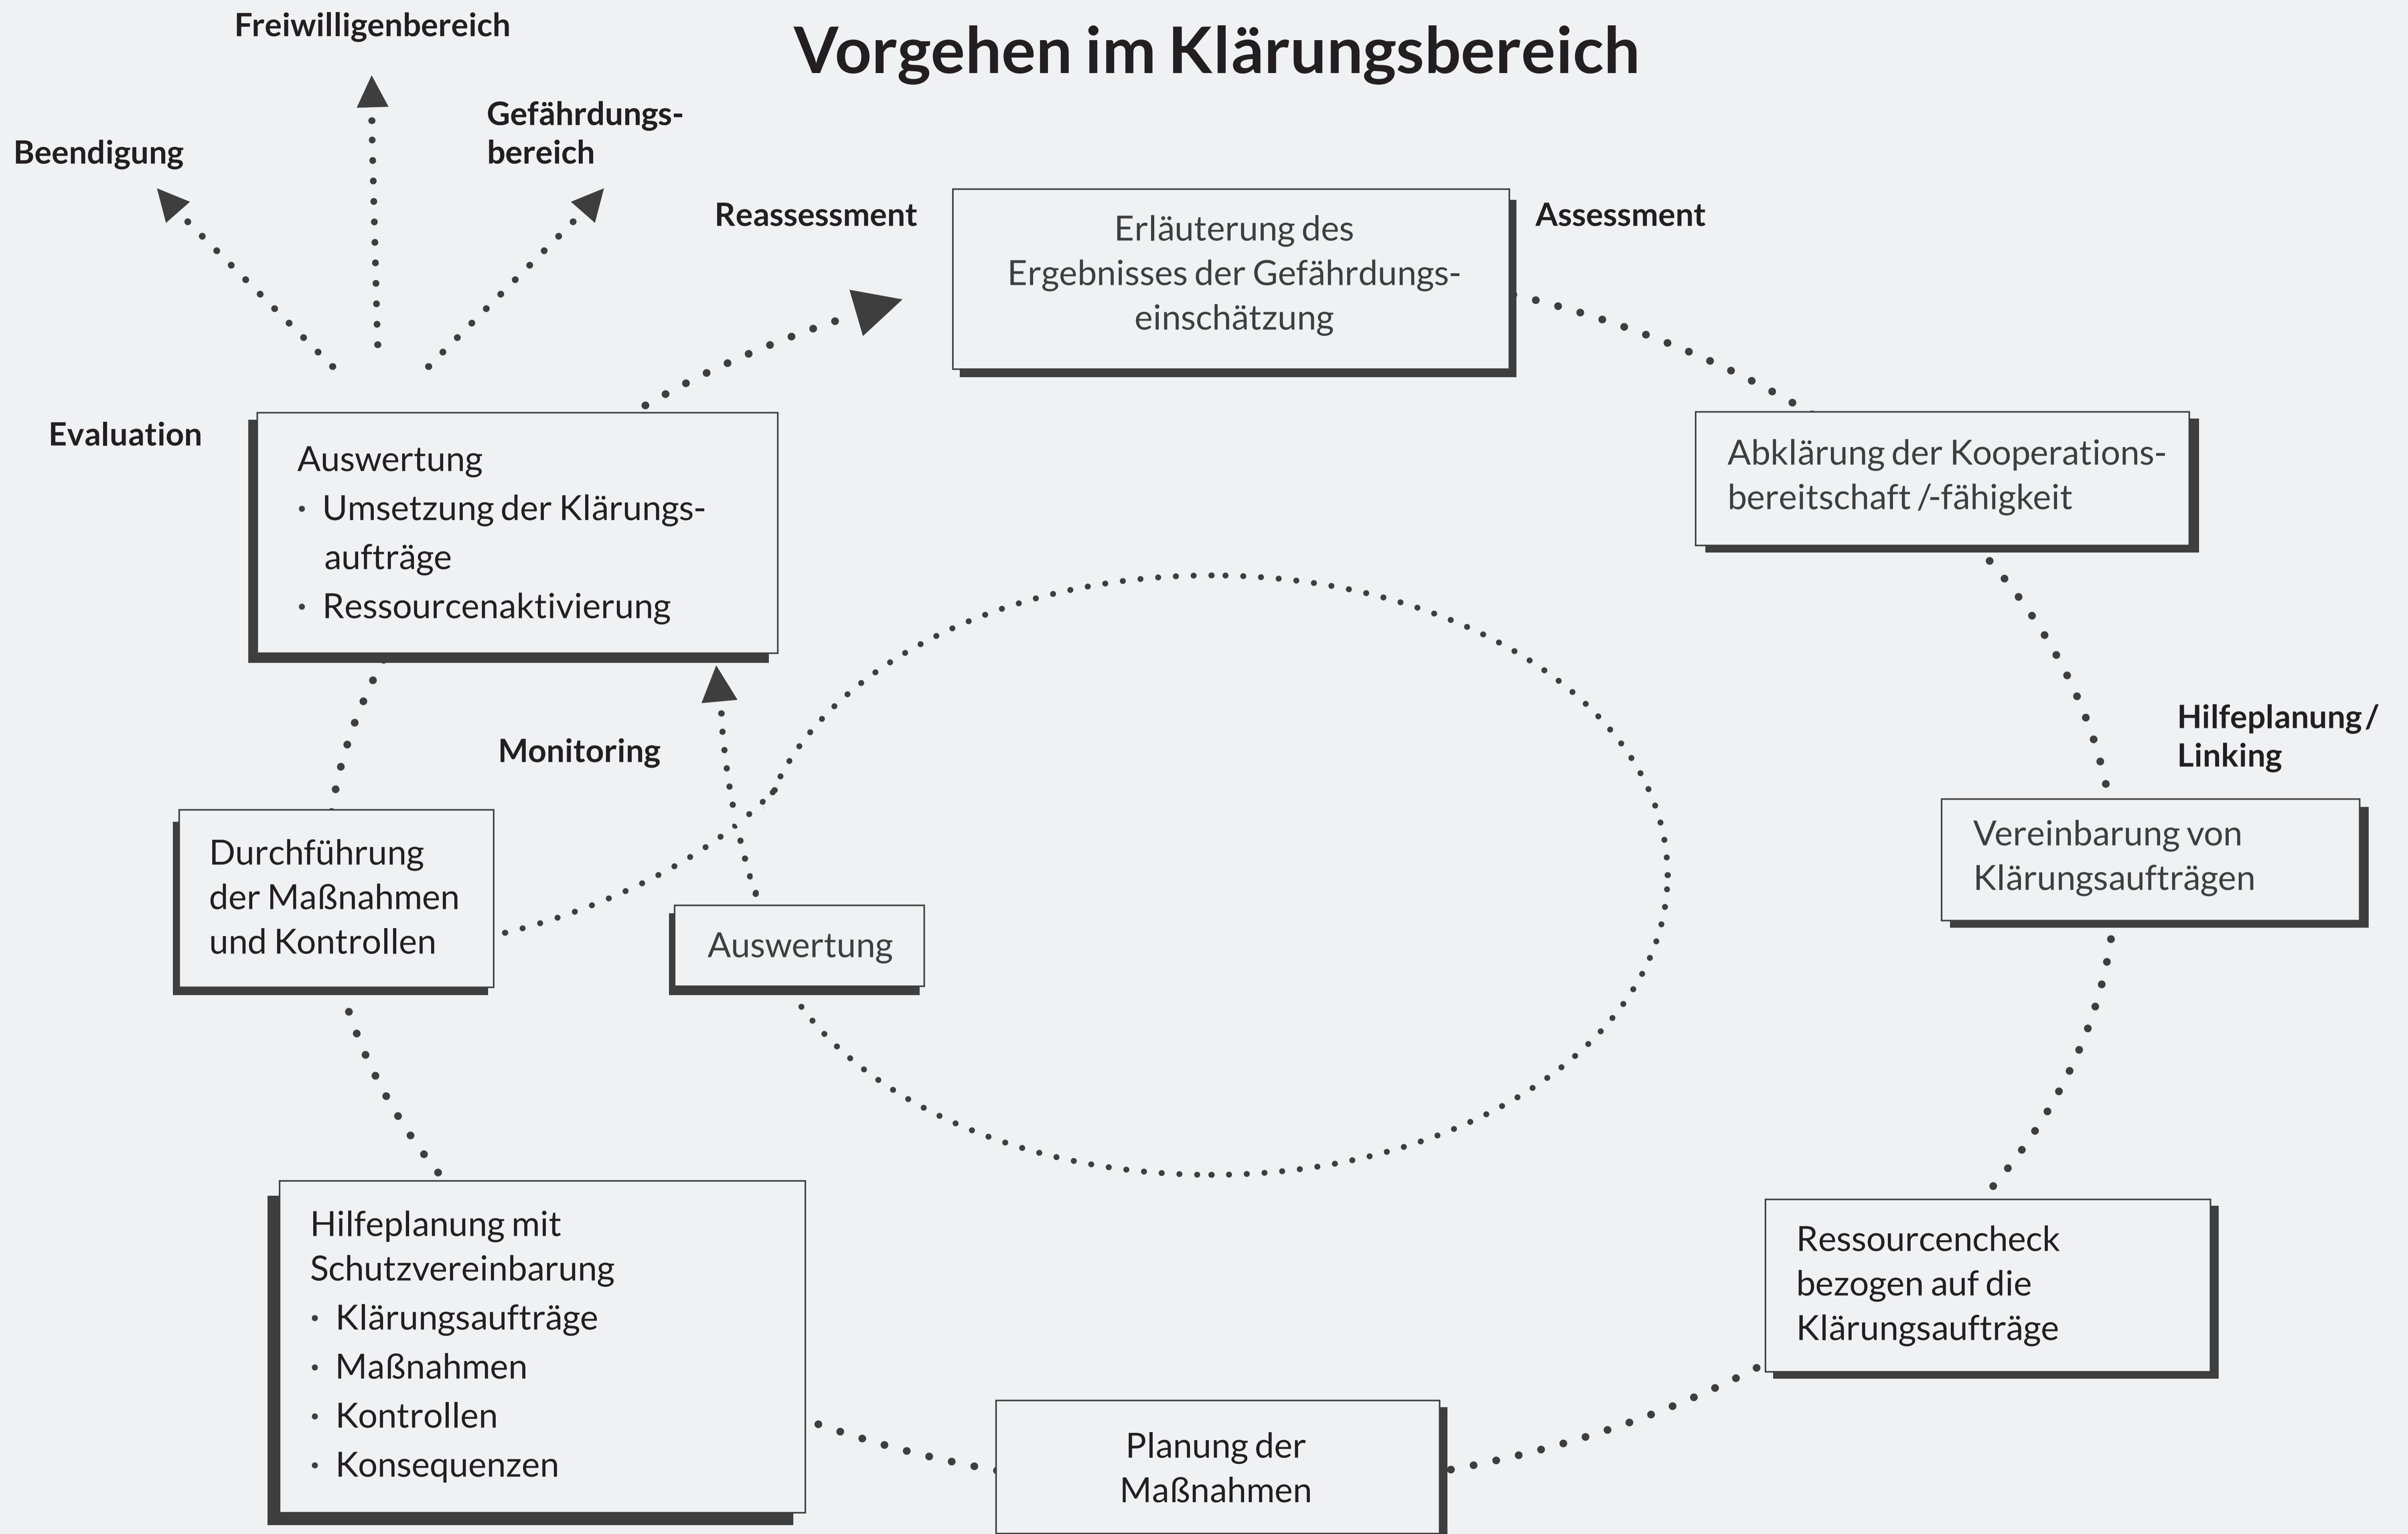 Vorgehen im Klärungsbereich
Freiwilligenbereich
Beendigung
Gefährdungs-
bereich
Reassessment
Erläuterung des
Ergebnisses der Gefährdungs-
einschätzung
Assessment
Abklärung der Kooperations-
bereitschaft /-fähigkeit
Evaluation
Auswertung
• Umsetzung der Klärungs-
aufträge
• Ressourcenaktivierung
Monitoring
Hilfeplanung /
Linking
Vereinbarung von
Klärungsaufträgen
Durchführung
der Maßnahmen
und Kontrollen
Auswertung
Hilfeplanung mit
Schutzvereinbarung
• Klärungsaufträge
• Maßnahmen
• Kontrollen
• Konsequenzen
Ressourcencheck
bezogen auf die
Klärungsaufträge
Planung der
Maßnahmen